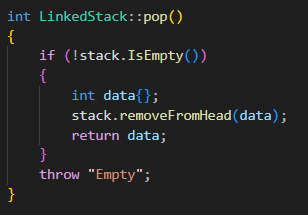 int LinkedStack::pop()
{
    if (!stack.IsEmpty())
    {
        int data{};
        stack.removeFromHead(data);
        return data;
    }
    throw "Empty";
}